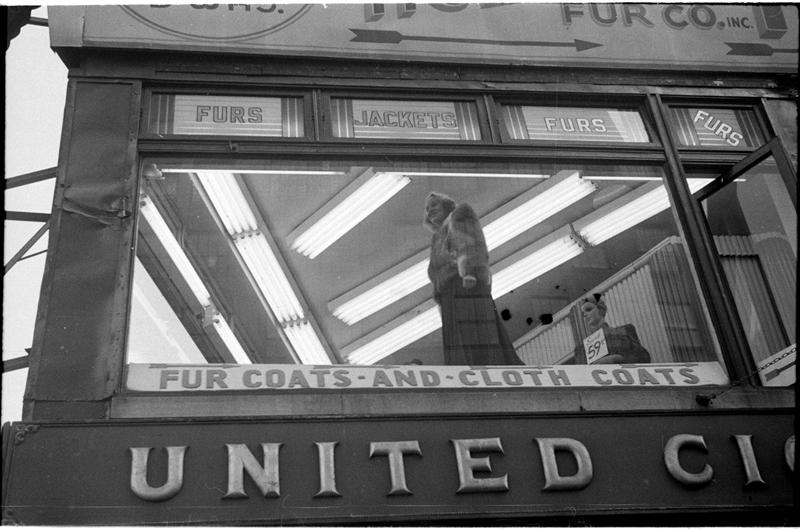 FUR CO. INC.
FURS JACKETS FURS FURS
59
FUR COATS-AND-CLOTH COATS
UNITED